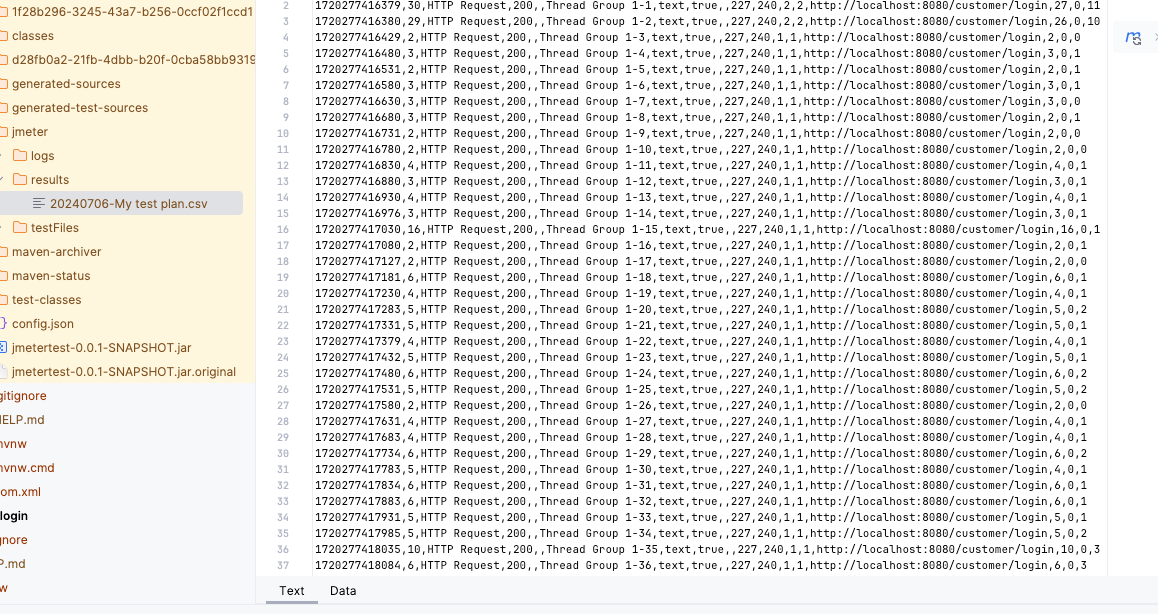 1f28b296-3245-43a7-b256-0ccf02f1ccd1
classes
d28fb0a2-21fb-4dbb-b20f-0cba58bb9319
generated-sources
generated-test-sources
jmeter
logs
results
20240706-My test plan.csv
testFiles
maven-archiver
maven-status
test-classes
config.json
jmetertest-0.0.1-SNAPSHOT.jar
jmetertest-0.0.1-SNAPSHOT.jar.original
gitignore
HELP.md
nvnw
nvnw.cmd
om.xml
login
gnore
P.md
w
2 1720277416379,30,HTTP Request,200,,Thread Group 1-1,text,true,,227,240,2,2,http://localhost:8080/customer/login,27,0,11
3 1720277416380,29,HTTP Request,200,,Thread Group 1-2,text,true,,227,240,2,2,http://localhost:8080/customer/login,26,0,10
4 1720277416429,2,HTTP Request,200,,Thread Group 1-3,text,true,,227,240,1,1,http://localhost:8080/customer/login,2,0,0
5 1720277416480,3,HTTP Request,200,,Thread Group 1-4,text,true,,227,240,1,1,http://localhost:8080/customer/login,3,0,1
6 1720277416531,2,HTTP Request,200,,Thread Group 1-5,text,true,,227,240,1,1,http://localhost:8080/customer/login,2,0,1
7 1720277416580,3,HTTP Request,200,,Thread Group 1-6,text,true,,227,240,1,1,http://localhost:8080/customer/login,3,0,1
8 1720277416630,3,HTTP Request,200,,Thread Group 1-7,text,true,,227,240,1,1,http://localhost:8080/customer/login,3,0,0
9 1720277416680,3,HTTP Request,200,,Thread Group 1-8,text,true,,227,240,1,1,http://localhost:8080/customer/login,2,0,1
10 1720277416731,2,HTTP Request,200,,Thread Group 1-9,text,true,,227,240,1,1,http://localhost:8080/customer/login,2,0,0
11 1720277416780,2,HTTP Request,200,,Thread Group 1-10,text,true,,227,240,1,1,http://localhost:8080/customer/login,2,0,0
12 1720277416830,4,HTTP Request,200,,Thread Group 1-11,text,true,,227,240,1,1,http://localhost:8080/customer/login,4,0,1
13 1720277416880,3,HTTP Request,200,,Thread Group 1-12,text,true,,227,240,1,1,http://localhost:8080/customer/login,3,0,1
14 1720277416930,4,HTTP Request,200,,Thread Group 1-13,text,true,,227,240,1,1,http://localhost:8080/customer/login,4,0,1
15 1720277416976,3,HTTP Request,200,,Thread Group 1-14,text,true,,227,240,1,1,http://localhost:8080/customer/login,3,0,1
16 1720277417030,16,HTTP Request,200,,Thread Group 1-15,text,true,,227,240,1,1,http://localhost:8080/customer/login,16,0,1
17 1720277417080,2,HTTP Request,200,,Thread Group 1-16,text,true,,227,240,1,1,http://localhost:8080/customer/login,2,0,1
18 1720277417127,2,HTTP Request,200,,Thread Group 1-17,text,true,,227,240,1,1,http://localhost:8080/customer/login,2,0,0
19 1720277417181,6,HTTP Request,200,,Thread Group 1-18,text,true,,227,240,1,1,http://localhost:8080/customer/login,6,0,1
20 1720277417230,4,HTTP Request,200,,Thread Group 1-19,text,true,,227,240,1,1,http://localhost:8080/customer/login,4,0,1
21 1720277417283,5,HTTP Request,200,,Thread Group 1-20,text,true,,227,240,1,1,http://localhost:8080/customer/login,5,0,2
22 1720277417331,5,HTTP Request,200,,Thread Group 1-21,text,true,,227,240,1,1,http://localhost:8080/customer/login,5,0,1
23 1720277417379,4,HTTP Request,200,,Thread Group 1-22,text,true,,227,240,1,1,http://localhost:8080/customer/login,4,0,1
24 1720277417432,5,HTTP Request,200,,Thread Group 1-23,text,true,,227,240,1,1,http://localhost:8080/customer/login,5,0,1
25 1720277417480,6,HTTP Request,200,,Thread Group 1-24,text,true,,227,240,1,1,http://localhost:8080/customer/login,6,0,2
26 1720277417531,5,HTTP Request,200,,Thread Group 1-25,text,true,,227,240,1,1,http://localhost:8080/customer/login,5,0,2
27 1720277417580,2,HTTP Request,200,,Thread Group 1-26,text,true,,227,240,1,1,http://localhost:8080/customer/login,2,0,0
28 1720277417631,4,HTTP Request,200,,Thread Group 1-27,text,true,,227,240,1,1,http://localhost:8080/customer/login,4,0,1
29 1720277417683,4,HTTP Request,200,,Thread Group 1-28,text,true,,227,240,1,1,http://localhost:8080/customer/login,4,0,1
30 1720277417734,6,HTTP Request,200,,Thread Group 1-29,text,true,,227,240,1,1,http://localhost:8080/customer/login,6,0,2
31 1720277417783,5,HTTP Request,200,,Thread Group 1-30,text,true,,227,240,1,1,http://localhost:8080/customer/login,4,0,1
32 1720277417834,6,HTTP Request,200,,Thread Group 1-31,text,true,,227,240,1,1,http://localhost:8080/customer/login,6,0,1
33 1720277417883,6,HTTP Request,200,,Thread Group 1-32,text,true,,227,240,1,1,http://localhost:8080/customer/login,6,0,1
34 1720277417931,5,HTTP Request,200,,Thread Group 1-33,text,true,,227,240,1,1,http://localhost:8080/customer/login,5,0,1
35 1720277417985,5,HTTP Request,200,,Thread Group 1-34,text,true,,227,240,1,1,http://localhost:8080/customer/login,5,0,2
36 1720277418035,10,HTTP Request,200,,Thread Group 1-35,text,true,,227,240,1,1,http://localhost:8080/customer/login,10,0,3
37 1720277418084,6,HTTP Request,200,,Thread Group 1-36,text,true,,227,240,1,1,http://localhost:8080/customer/login,6,0,3
Text
Data